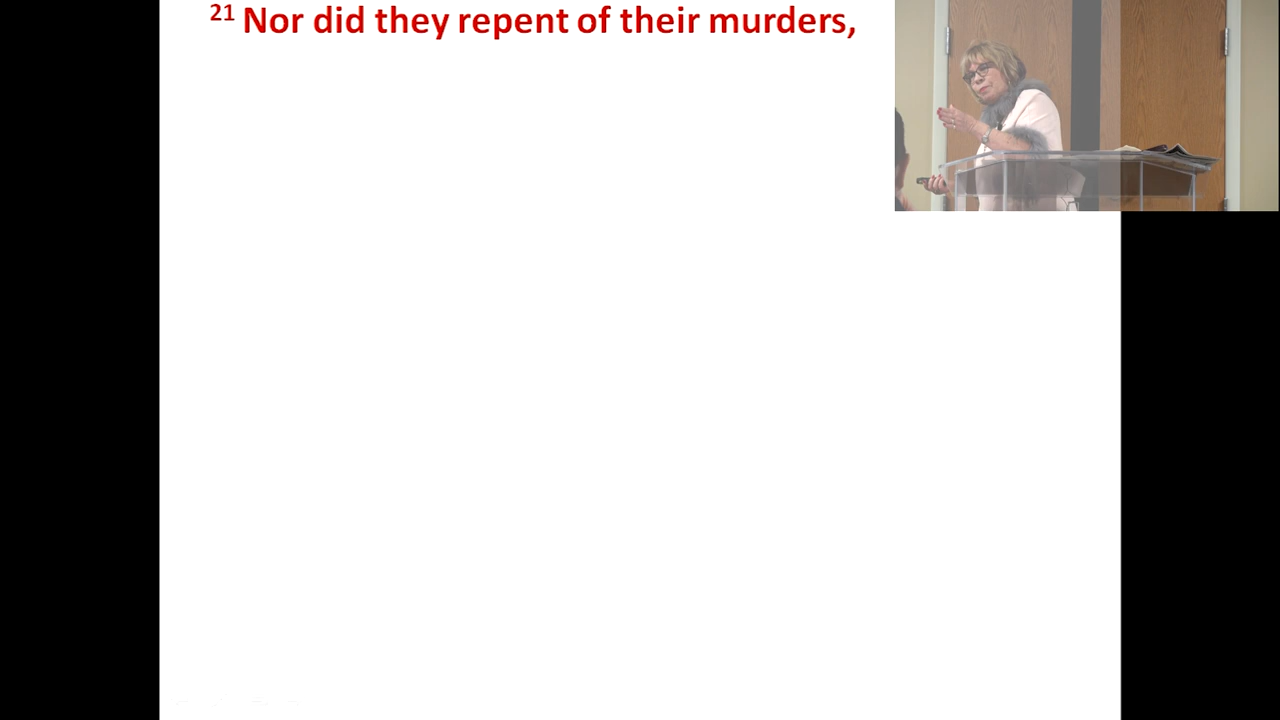 21 Nor did they repent of their murders,